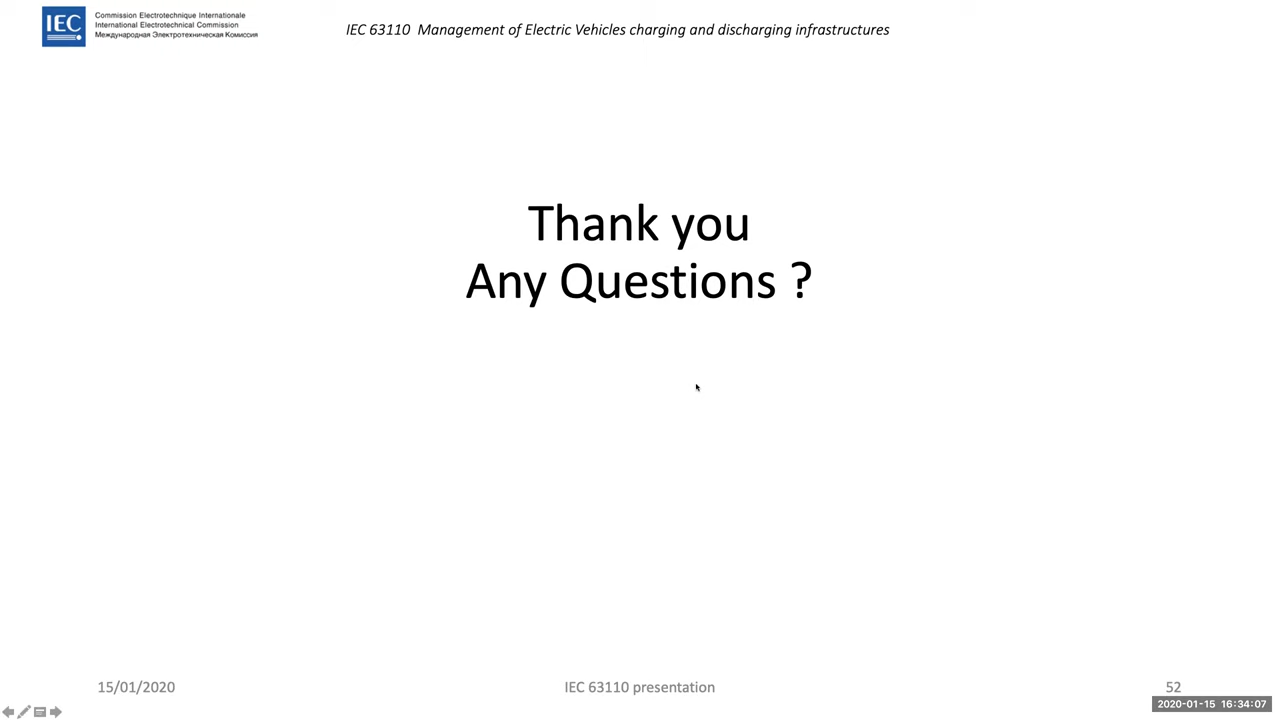 IEC
Commission Electrotechnique Internationale
International Electrotechnical Commission
Международная Электротехническая Комиссия
IEC 63110 Management of Electric Vehicles charging and discharging infrastructures
Thank you
Any Questions ?
15/01/2020
IEC 63110 presentation
52
2020-01-15 16:34:07